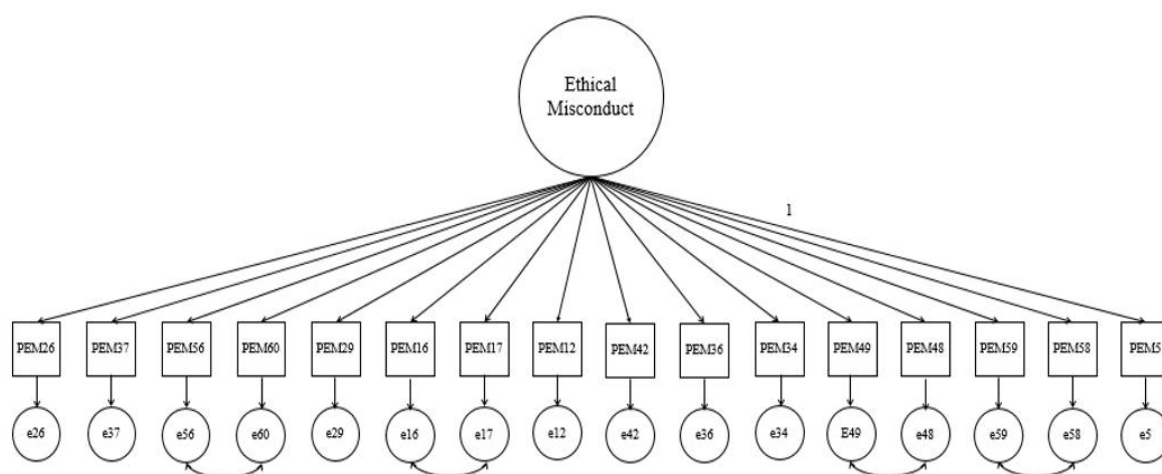 Ethical
Misconduct
1
PEM26 PEM37 PEM56 PEM60 PEM29 PEM16 PEM17 PEM12 PEM42 PEM36 PEM34 PEM49 PEM48 PEM59 PEM58 PEM5
e26 e37 e56 e60 e29 e16 e17 e12 e42 e36 e34 E49 e48 e59 e58 e5